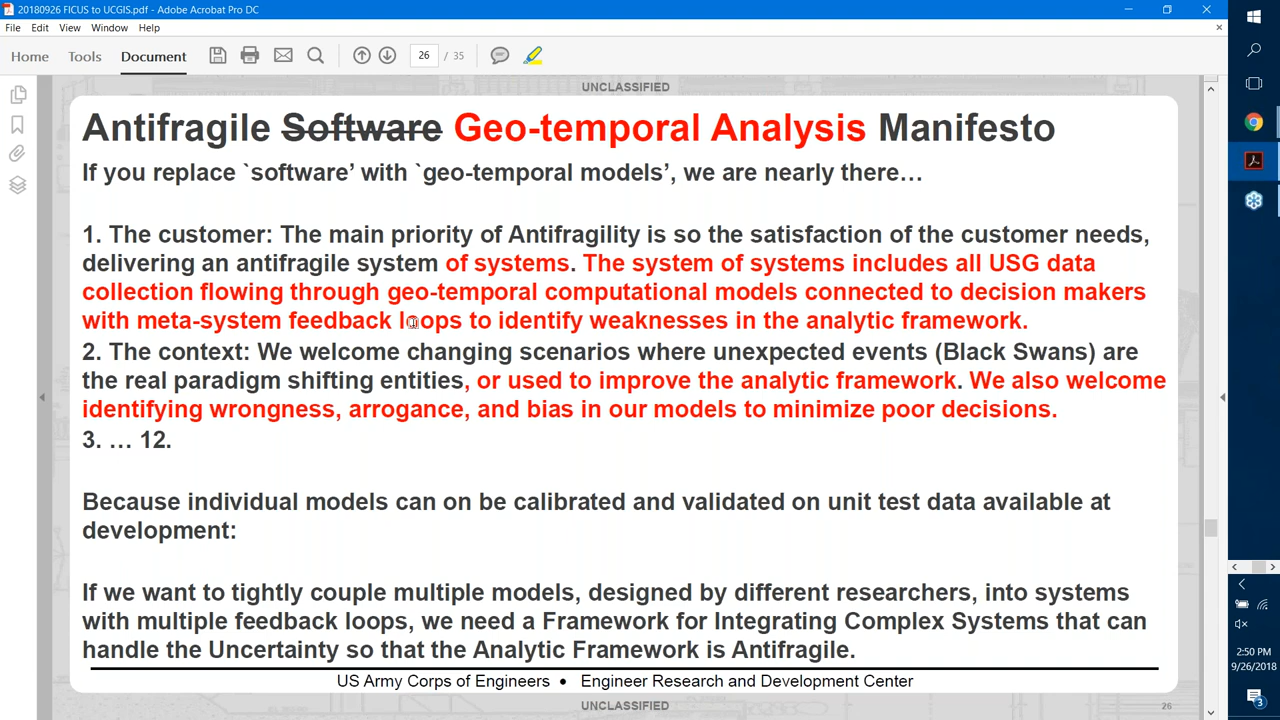 20180926 FICUS to UCGIS.pdf - Adobe Acrobat Pro DC
File Edit View Window Help
Home Tools Document 26 / 35
UNCLASSIFIED
Antifragile Software Geo-temporal Analysis Manifesto
If you replace `software’ with `geo-temporal models’, we are nearly there…
1. The customer: The main priority of Antifragility is so the satisfaction of the customer needs,
delivering an antifragile system of systems. The system of systems includes all USG data
collection flowing through geo-temporal computational models connected to decision makers
with meta-system feedback loops to identify weaknesses in the analytic framework.
2. The context: We welcome changing scenarios where unexpected events (Black Swans) are
the real paradigm shifting entities, or used to improve the analytic framework. We also welcome
identifying wrongness, arrogance, and bias in our models to minimize poor decisions.
3. … 12.
Because individual models can on be calibrated and validated on unit test data available at
development:
If we want to tightly couple multiple models, designed by different researchers, into systems
with multiple feedback loops, we need a Framework for Integrating Complex Systems that can
handle the Uncertainty so that the Analytic Framework is Antifragile.
US Army Corps of Engineers • Engineer Research and Development Center
UNCLASSIFIED
26
2:50 PM
9/26/2018
3